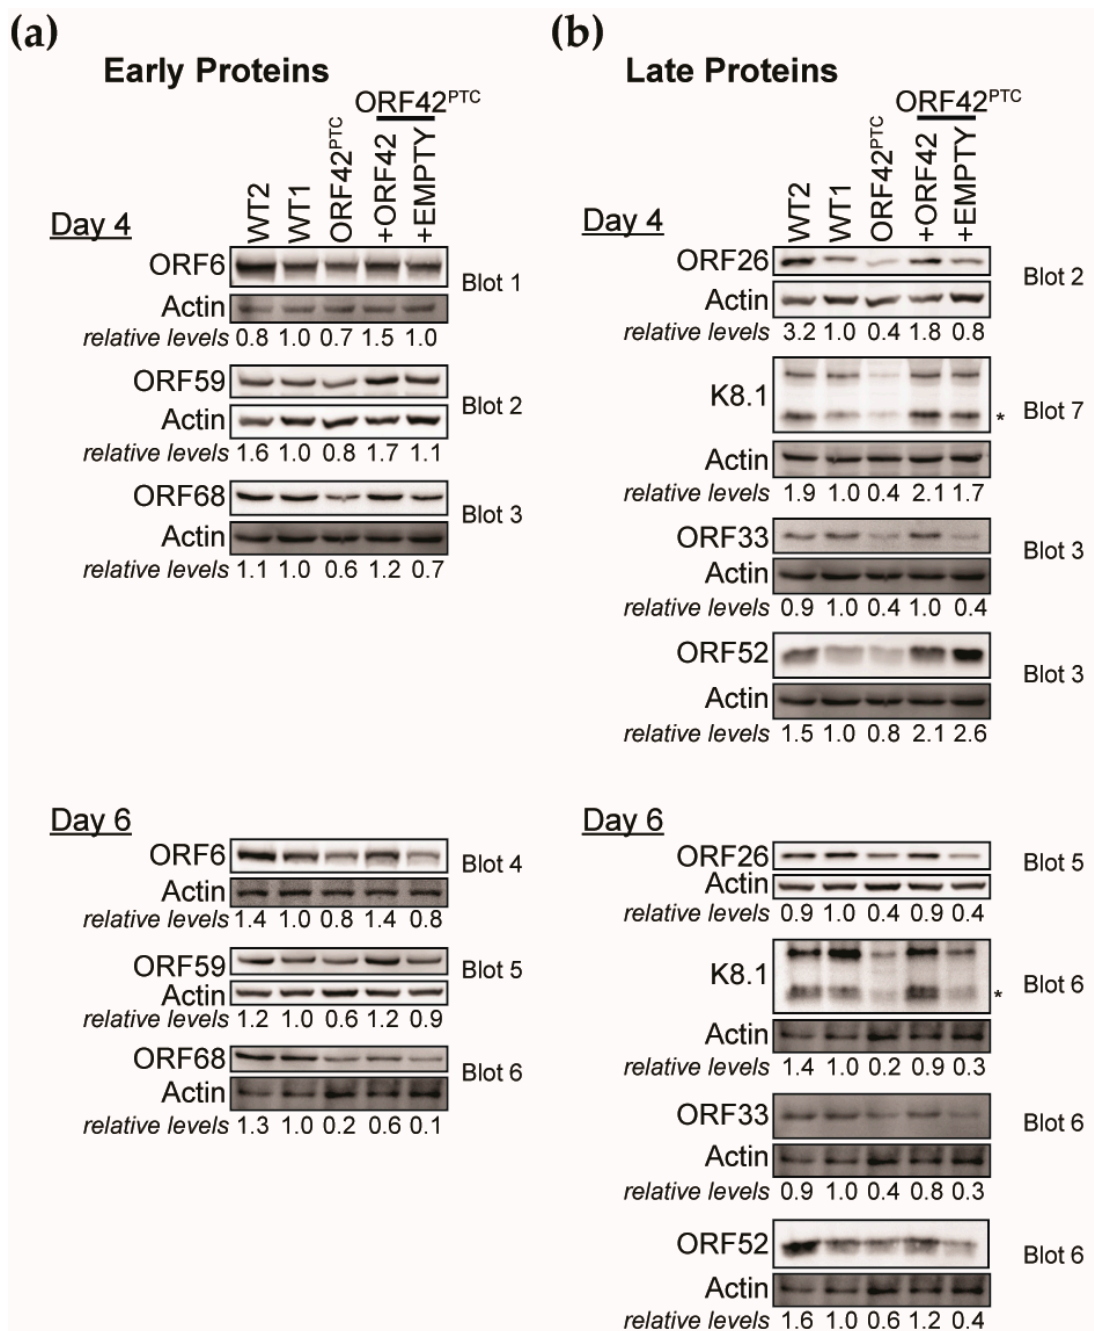 (a)
Early Proteins
ORF42PTC
WT2 WT1 ORF42PTC +ORF42 +EMPTY
Day 4
ORF6 Blot 1
Actin
relative levels 0.8 1.0 0.7 1.5 1.0
ORF59 Blot 2
Actin
relative levels 1.6 1.0 0.8 1.7 1.1
ORF68 Blot 3
Actin
relative levels 1.1 1.0 0.6 1.2 0.7
Day 6
ORF6 Blot 4
Actin
relative levels 1.4 1.0 0.8 1.4 0.8
ORF59 Blot 5
Actin
relative levels 1.2 1.0 0.6 1.2 0.9
ORF68 Blot 6
Actin
relative levels 1.3 1.0 0.2 0.6 0.1
(b)
Late Proteins
ORF42PTC
WT2 WT1 ORF42PTC +ORF42 +EMPTY
Day 4
ORF26 Blot 2
Actin
relative levels 3.2 1.0 0.4 1.8 0.8
K8.1 * Blot 7
Actin
relative levels 1.9 1.0 0.4 2.1 1.7
ORF33 Blot 3
Actin
relative levels 0.9 1.0 0.4 1.0 0.4
ORF52 Blot 3
Actin
relative levels 1.5 1.0 0.8 2.1 2.6
Day 6
ORF26 Blot 5
Actin
relative levels 0.9 1.0 0.4 0.9 0.4
K8.1 * Blot 6
Actin
relative levels 1.4 1.0 0.2 0.9 0.3
ORF33 Blot 6
Actin
relative levels 0.9 1.0 0.4 0.8 0.3
ORF52 Blot 6
Actin
relative levels 1.6 1.0 0.6 1.2 0.4